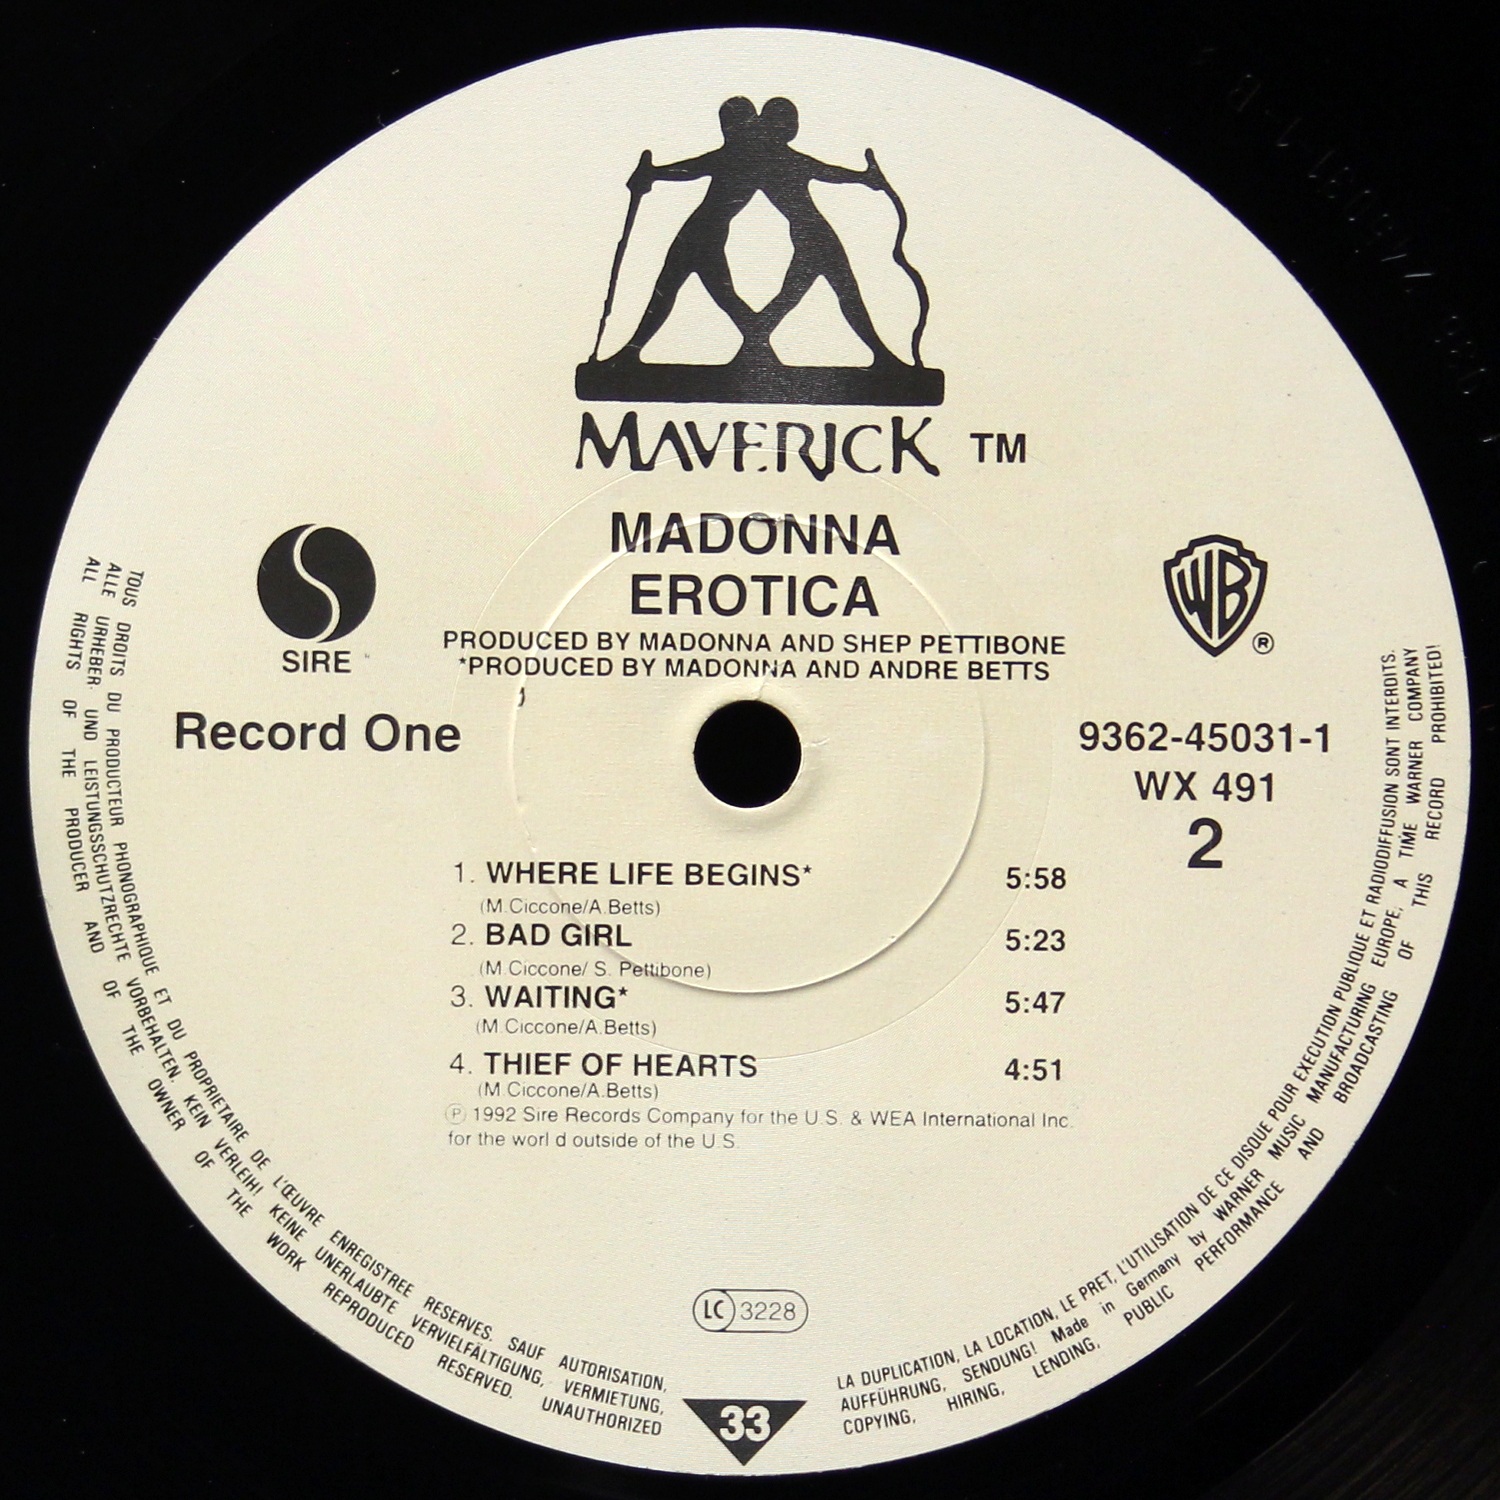 MAVERICK TM
MADONNA
EROTICA
PRODUCED BY MADONNA AND SHEP PETTIBONE
*PRODUCED BY MADONNA AND ANDRE BETTS
SIRE
WB ®
Record One
9362-45031-1
WX 491
2
1. WHERE LIFE BEGINS* 5:58
(M.Ciccone/A.Betts)
2. BAD GIRL 5:23
(M.Ciccone/ S. Pettibone)
3. WAITING* 5:47
(M.Ciccone/A.Betts)
4. THIEF OF HEARTS 4:51
(M.Ciccone/A.Betts)
℗ 1992 Sire Records Company for the U.S. & WEA International Inc.
for the worl d outside of the U.S.
LC 3228
33
TOUS DROITS DU PRODUCTEUR PHONOGRAPHIQUE ET DU PROPRIETAIRE DE L'ŒUVRE ENREGISTREE RESERVES. SAUF AUTORISATION,
ALLE URHEBER- UND LEISTUNGSSCHUTZRECHTE VORBEHALTEN. KEIN VERLEIH! KEINE UNERLAUBTE VERVIELFÄLTIGUNG, VERMIETUNG,
ALL RIGHTS OF THE PRODUCER AND OF THE OWNER OF THE WORK REPRODUCED RESERVED. UNAUTHORIZED
LA DUPLICATION, LA LOCATION, LE PRET, L'UTILISATION DE CE DISQUE POUR EXECUTION PUBLIQUE ET RADIODIFFUSION SONT INTERDITS.
AUFFÜHRUNG, SENDUNG! Made in Germany by WARNER MUSIC MANUFACTURING EUROPE, A TIME WARNER COMPANY
COPYING, HIRING, LENDING, PUBLIC PERFORMANCE AND BROADCASTING OF THIS RECORD PROHIBITED!